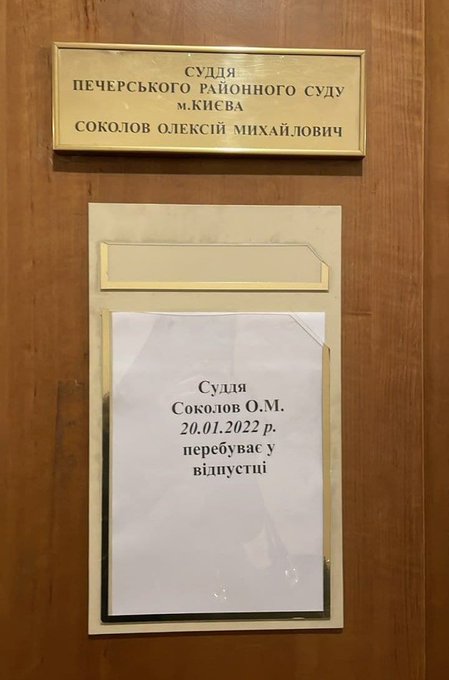 СУДДЯ
ПЕЧЕРСЬКОГО РАЙОННОГО СУДУ
м.КИЄВА
СОКОЛОВ ОЛЕКСІЙ МИХАЙЛОВИЧ
Суддя
Соколов О.М.
20.01.2022 р.
перебуває у
відпустці